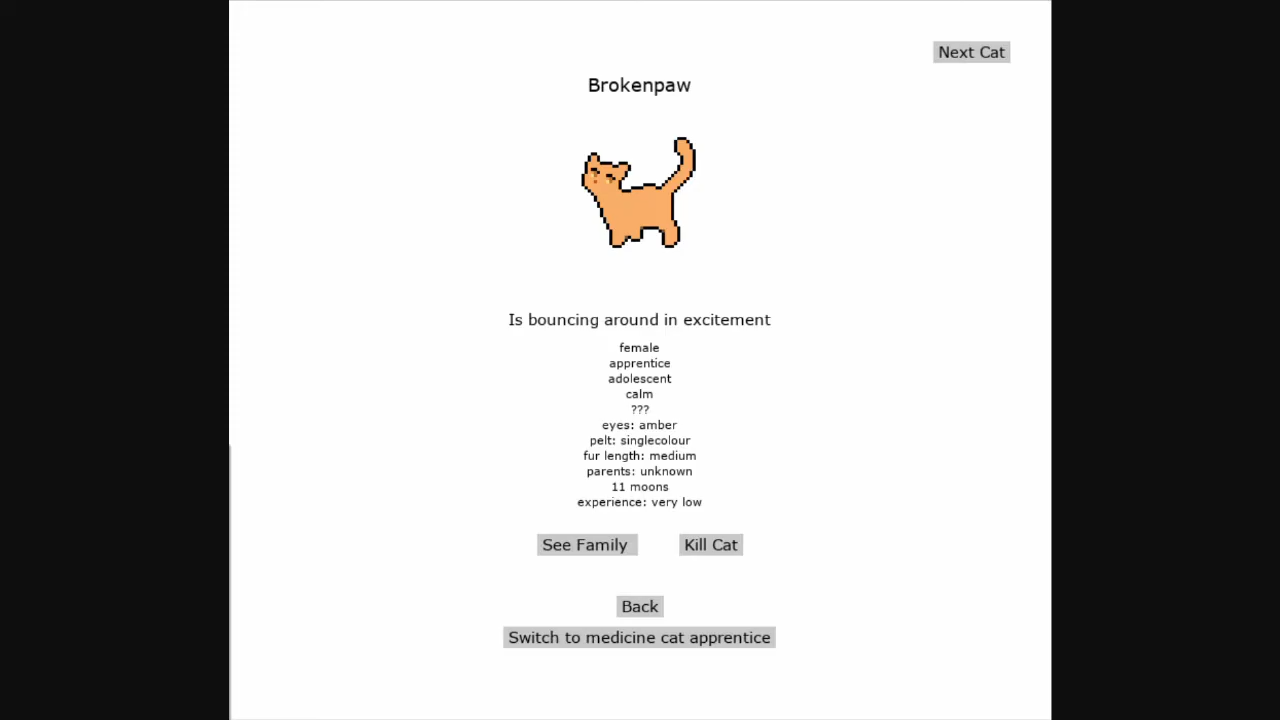 Next Cat
Brokenpaw
Is bouncing around in excitement
female
apprentice
adolescent
calm
???
eyes: amber
pelt: singlecolour
fur length: medium
parents: unknown
11 moons
experience: very low
See Family
Kill Cat
Back
Switch to medicine cat apprentice